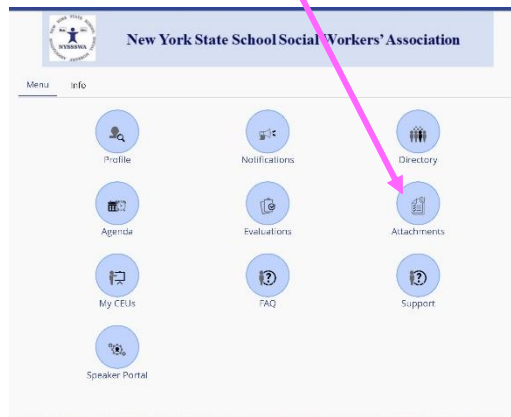 NYSSSWA
New York State School Social Workers' Association
Menu Info
Profile Notifications Directory
Agenda Evaluations Attachments
My CEUs FAQ Support
Speaker Portal